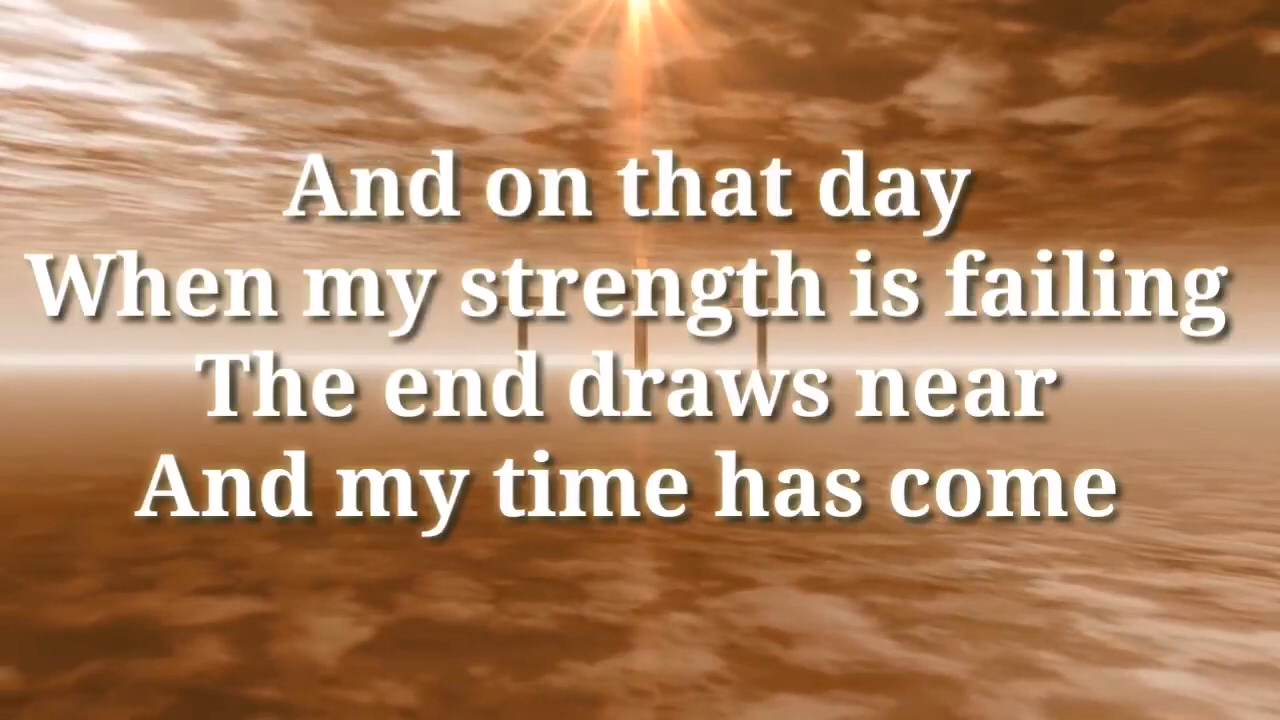 And on that day
When my strength is failing
The end draws near
And my time has come